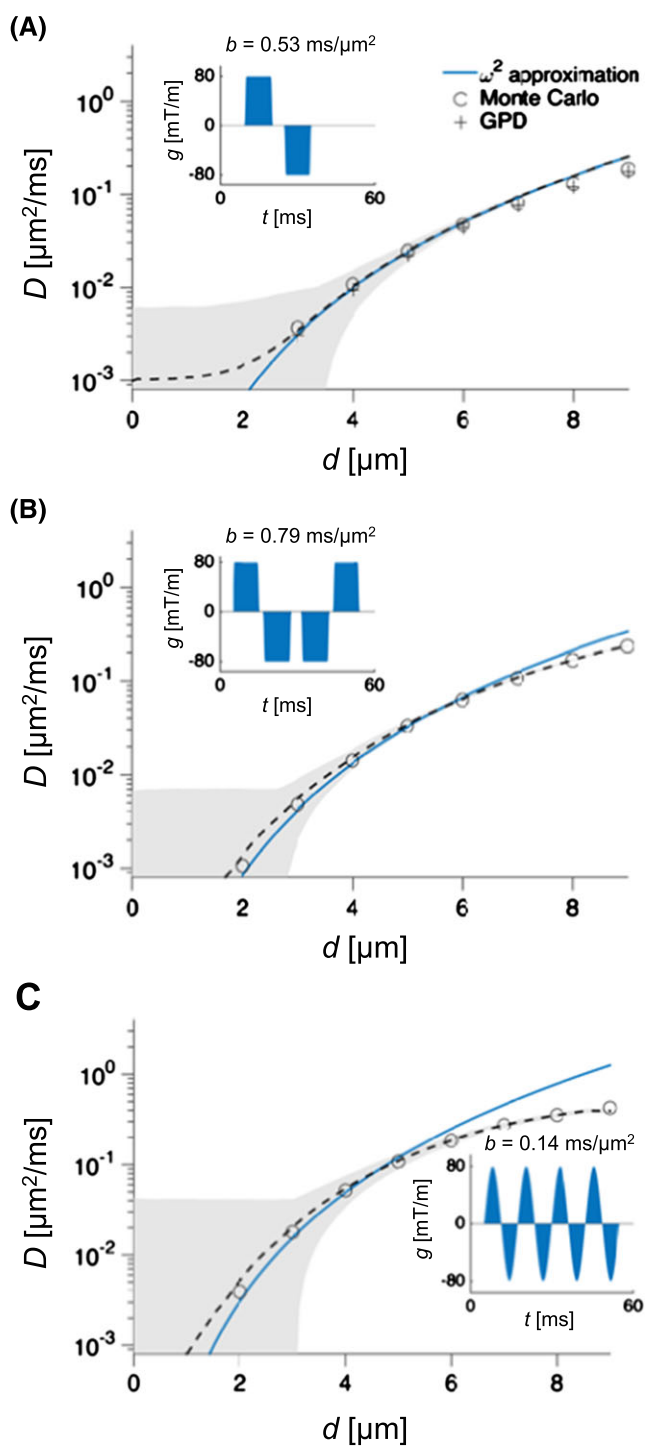 (A)
b = 0.53 ms/µm²
80
0
-80
g [mT/m]
0
60
t [ms]
ω² approximation
Monte Carlo
GPD
10⁰
10⁻¹
10⁻²
10⁻³
D [µm²/ms]
0 2 4 6 8
d [µm]
(B)
b = 0.79 ms/µm²
80
0
-80
g [mT/m]
0
60
t [ms]
10⁰
10⁻¹
10⁻²
10⁻³
D [µm²/ms]
0 2 4 6 8
d [µm]
C
10⁰
10⁻¹
10⁻²
10⁻³
D [µm²/ms]
b = 0.14 ms/µm²
80
0
-80
g [mT/m]
0
60
t [ms]
0 2 4 6 8
d [µm]